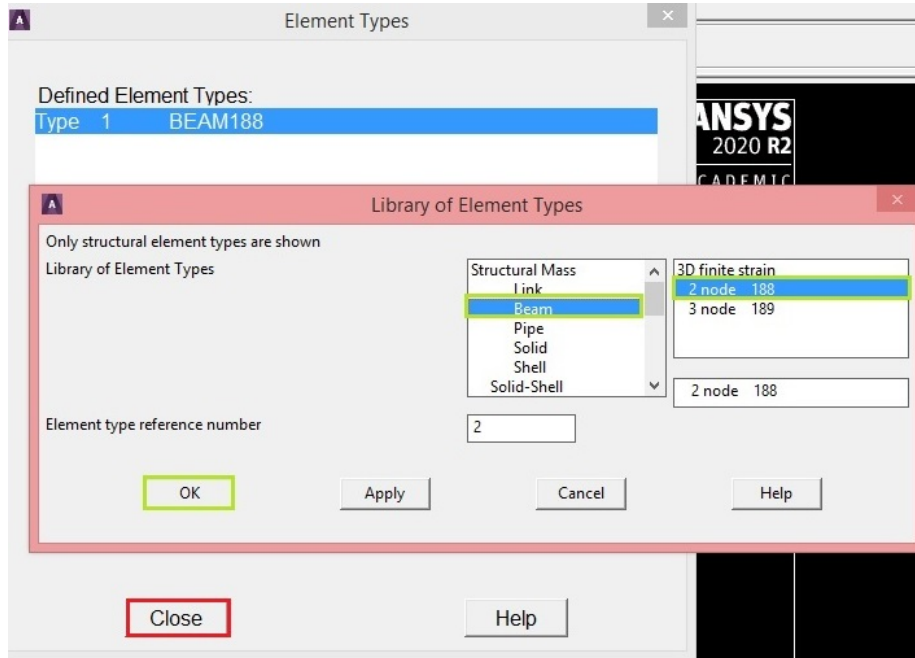 Element Types
Defined Element Types:
Type 1 BEAM188
ANSYS
2020 R2
ACADEMIC
Library of Element Types
Only structural element types are shown
Library of Element Types
Structural Mass
Link
Beam
Pipe
Solid
Shell
Solid-Shell
3D finite strain
2 node 188
3 node 189
2 node 188
Element type reference number
2
OK Apply Cancel Help
Close Help